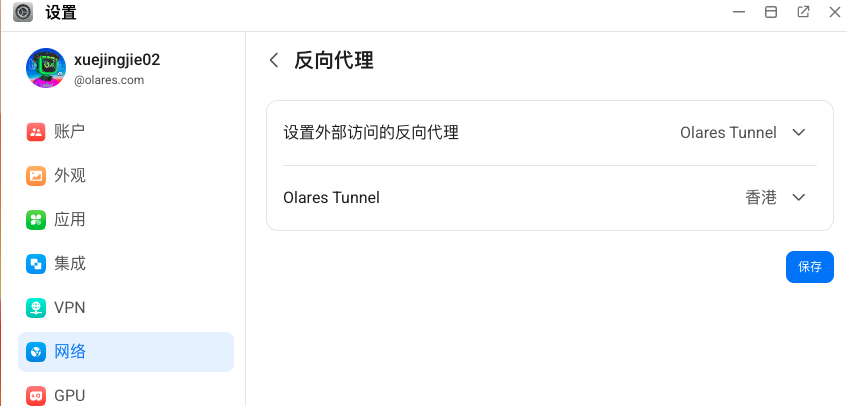 设置
xuejingjie02
@olares.com
账户
外观
应用
集成
VPN
网络
GPU
反向代理
设置外部访问的反向代理 Olares Tunnel
Olares Tunnel 香港
保存